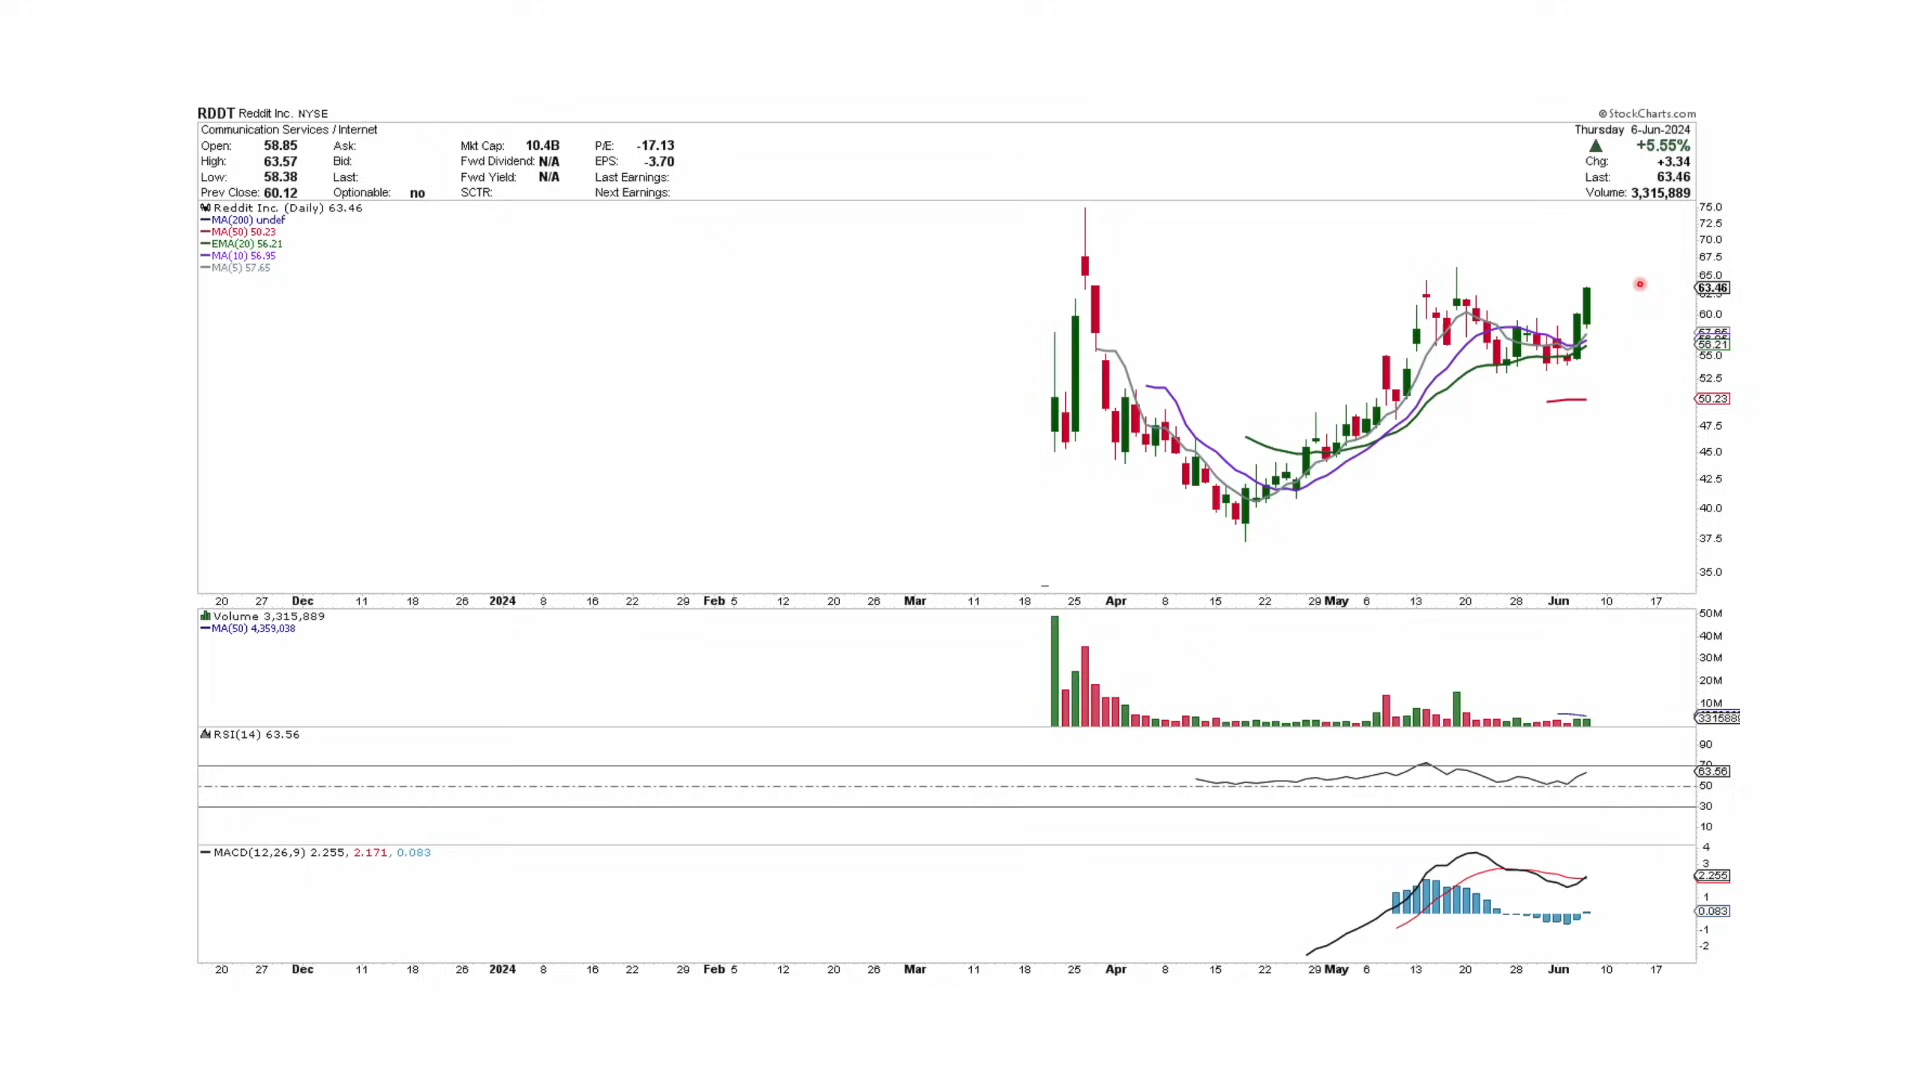 RDDT Reddit Inc. NYSE
© StockCharts.com
Communication Services / Internet
Thursday 6-Jun-2024
Open: 58.85 Ask: Mkt Cap: 10.4B P/E: -17.13
+5.55%
High: 63.57 Bid: Fwd Dividend: N/A EPS: -3.70
Chg: +3.34
Low: 58.38 Last: Fwd Yield: N/A Last Earnings:
Last: 63.46
Prev Close: 60.12 Optionable: no SCTR: Next Earnings:
Volume: 3,315,889
Reddit Inc. (Daily) 63.46
MA(200) undef
MA(50) 50.23
EMA(20) 56.21
MA(10) 56.95
MA(5) 57.65
75.0
72.5
70.0
67.5
65.0
63.46
60.0
56.21
55.0
52.5
50.23
47.5
45.0
42.5
40.0
37.5
35.0
20 27 Dec 11 18 26 2024 8 16 22 29 Feb 5 12 20 26 Mar 11 18 25 Apr 8 15 22 29 May 6 13 20 28 Jun 10 17
Volume 3,315,889
MA(50) 4,359,038
50M
40M
30M
20M
10M
3315889
RSI(14) 63.56
90
70
63.56
50
30
10
MACD(12,26,9) 2.255, 2.171, 0.083
4
3
2.255
1
0.083
-1
-2
20 27 Dec 11 18 26 2024 8 16 22 29 Feb 5 12 20 26 Mar 11 18 25 Apr 8 15 22 29 May 6 13 20 28 Jun 10 17